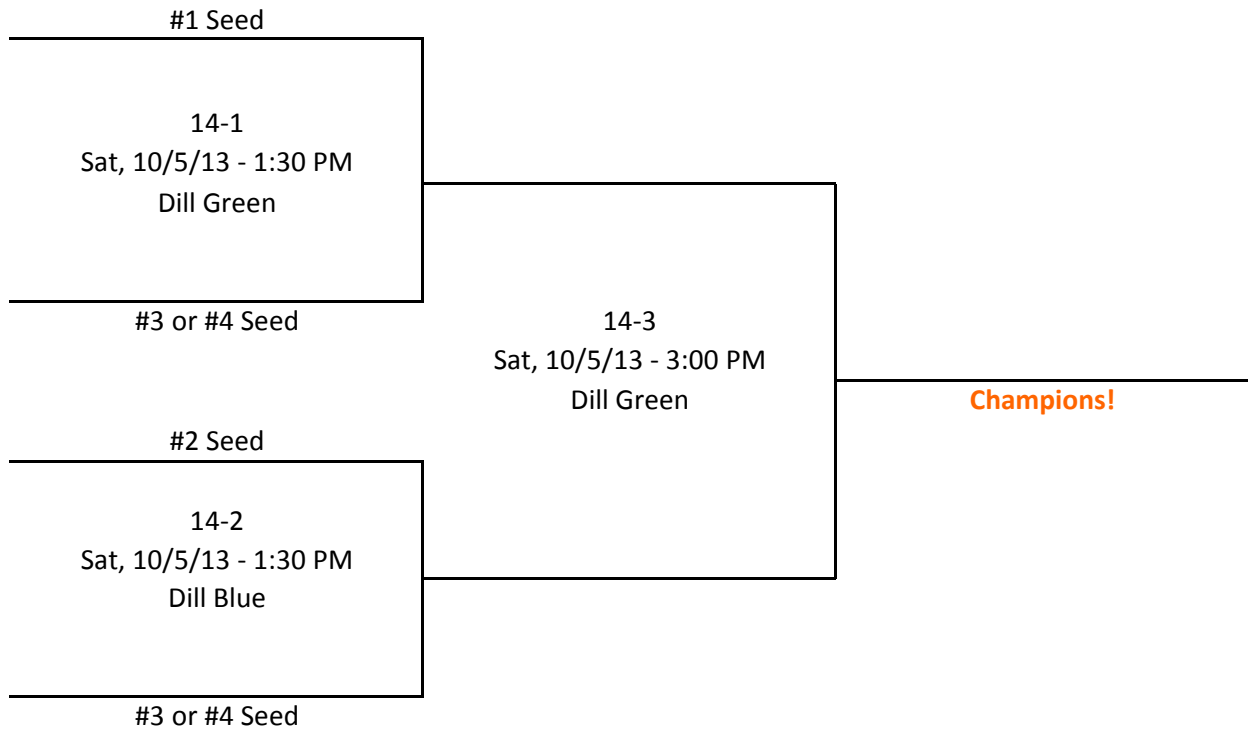 #1 Seed
14-1
Sat, 10/5/13 - 1:30 PM
Dill Green
#3 or #4 Seed
14-3
Sat, 10/5/13 - 3:00 PM
Dill Green
Champions!
#2 Seed
14-2
Sat, 10/5/13 - 1:30 PM
Dill Blue
#3 or #4 Seed